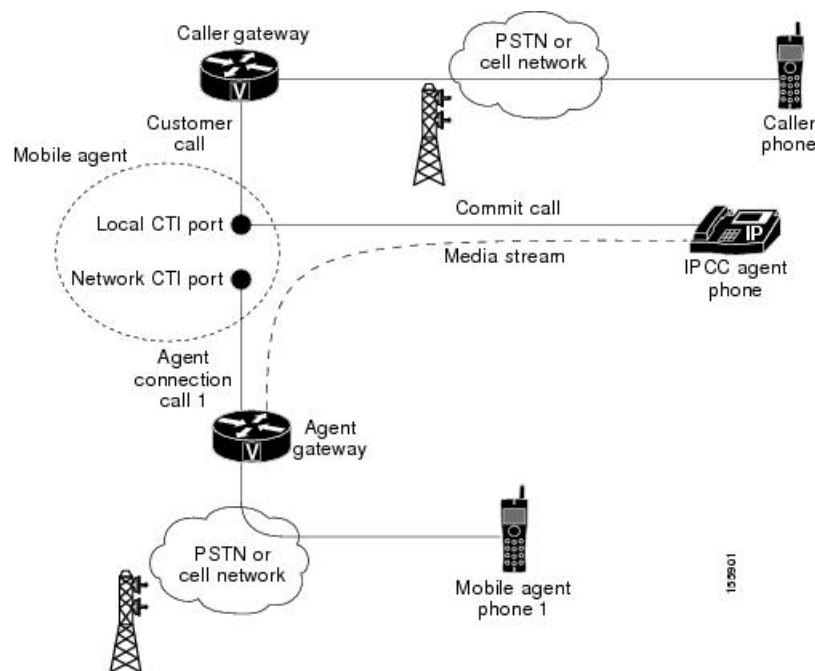 Caller gateway
PSTN or
cell network
V
Customer
call
Caller
phone
Mobile agent
Local CTI port
Commit call
IP
Media stream
IPCC agent
phone
Network CTI port
Agent
connection
call 1
Agent
gateway
V
PSTN or
cell network
Mobile agent
phone 1
155901